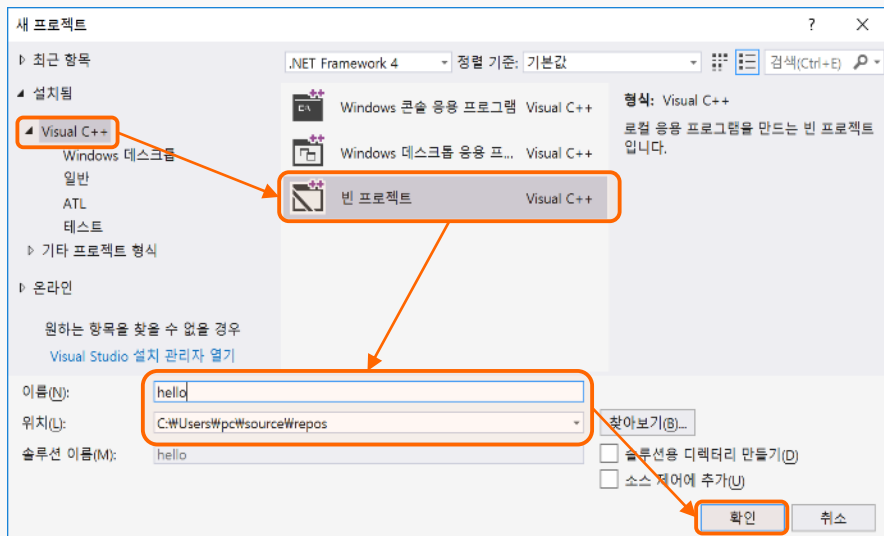 새 프로젝트
? ×
▷ 최근 항목
.NET Framework 4 정렬 기준: 기본값 검색(Ctrl+E)
◢ 설치됨
◢ Visual C++
Windows 데스크톱
일반
ATL
테스트
▷ 기타 프로젝트 형식
▷ 온라인
원하는 항목을 찾을 수 없을 경우
Visual Studio 설치 관리자 열기
Windows 콘솔 응용 프로그램 Visual C++
Windows 데스크톱 응용 프... Visual C++
빈 프로젝트 Visual C++
형식: Visual C++
로컬 응용 프로그램을 만드는 빈 프로젝트
입니다.
이름(N): hello
위치(L): C:₩Users₩pc₩source₩repos 찾아보기(B)...
솔루션 이름(M): hello 솔루션용 디렉터리 만들기(D)
소스 제어에 추가(U)
확인 취소